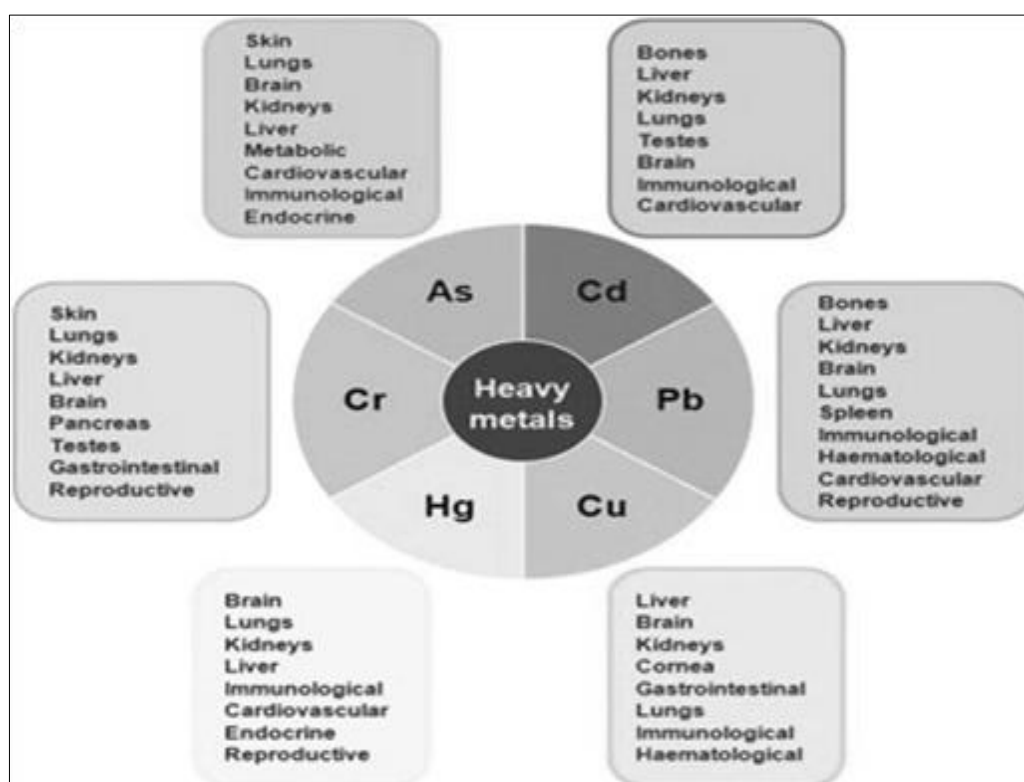 Skin
Lungs
Brain
Kidneys
Liver
Metabolic
Cardiovascular
Immunological
Endocrine
Bones
Liver
Kidneys
Lungs
Testes
Brain
Immunological
Cardiovascular
As
Cd
Skin
Lungs
Kidneys
Liver
Brain
Pancreas
Testes
Gastrointestinal
Reproductive
Cr
Heavy
metals
Pb
Bones
Liver
Kidneys
Brain
Lungs
Spleen
Immunological
Haematological
Cardiovascular
Reproductive
Hg
Cu
Brain
Lungs
Kidneys
Liver
Immunological
Cardiovascular
Endocrine
Reproductive
Liver
Brain
Kidneys
Cornea
Gastrointestinal
Lungs
Immunological
Haematological